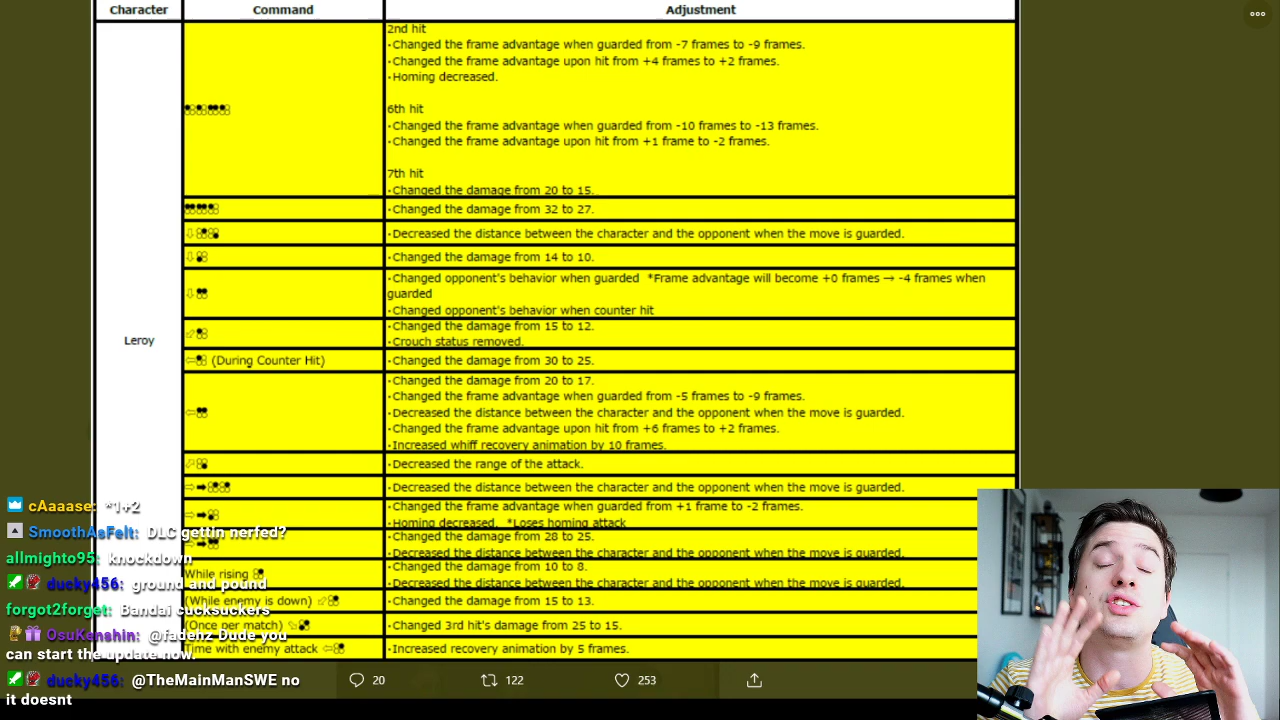 Character Command Adjustment
2nd hit
・Changed the frame advantage when guarded from -7 frames to -9 frames.
・Changed the frame advantage upon hit from +4 frames to +2 frames.
・Homing decreased.
6th hit
・Changed the frame advantage when guarded from -10 frames to -13 frames.
・Changed the frame advantage upon hit from +1 frame to -2 frames.
7th hit
・Changed the damage from 20 to 15.
・Changed the damage from 32 to 27.
・Decreased the distance between the character and the opponent when the move is guarded.
・Changed the damage from 14 to 10.
・Changed opponent's behavior when guarded *Frame advantage will become +0 frames → -4 frames when
guarded
・Changed opponent's behavior when counter hit
・Changed the damage from 15 to 12.
・Crouch status removed.
Leroy
(During Counter Hit) ・Changed the damage from 30 to 25.
・Changed the damage from 20 to 17.
・Changed the frame advantage when guarded from -5 frames to -9 frames.
・Decreased the distance between the character and the opponent when the move is guarded.
・Changed the frame advantage upon hit from +6 frames to +2 frames.
・Increased whiff recovery animation by 10 frames.
・Decreased the range of the attack.
・Decreased the distance between the character and the opponent when the move is guarded.
・Changed the frame advantage when guarded from +1 frame to -2 frames.
・Homing decreased. *Loses homing attack
・Changed the damage from 28 to 25.
・Decreased the distance between the character and the opponent when the move is guarded.
While rising ・Changed the damage from 10 to 8.
・Decreased the distance between the character and the opponent when the move is guarded.
(While enemy is down) ・Changed the damage from 15 to 13.
(Once per match) ・Changed 3rd hit's damage from 25 to 15.
Time with enemy attack ・Increased recovery animation by 5 frames.
cAaaase: *1+2
SmoothAsFelt: DLC gettin nerfed?
allmighto95: knockdown
ducky456: ground and pound
forgot2forget: Bandai cucksuckers
OsuKenshin: @fadehz Dude you
can start the update now.
ducky456: @TheMainManSWE no
it doesnt
20 122 253